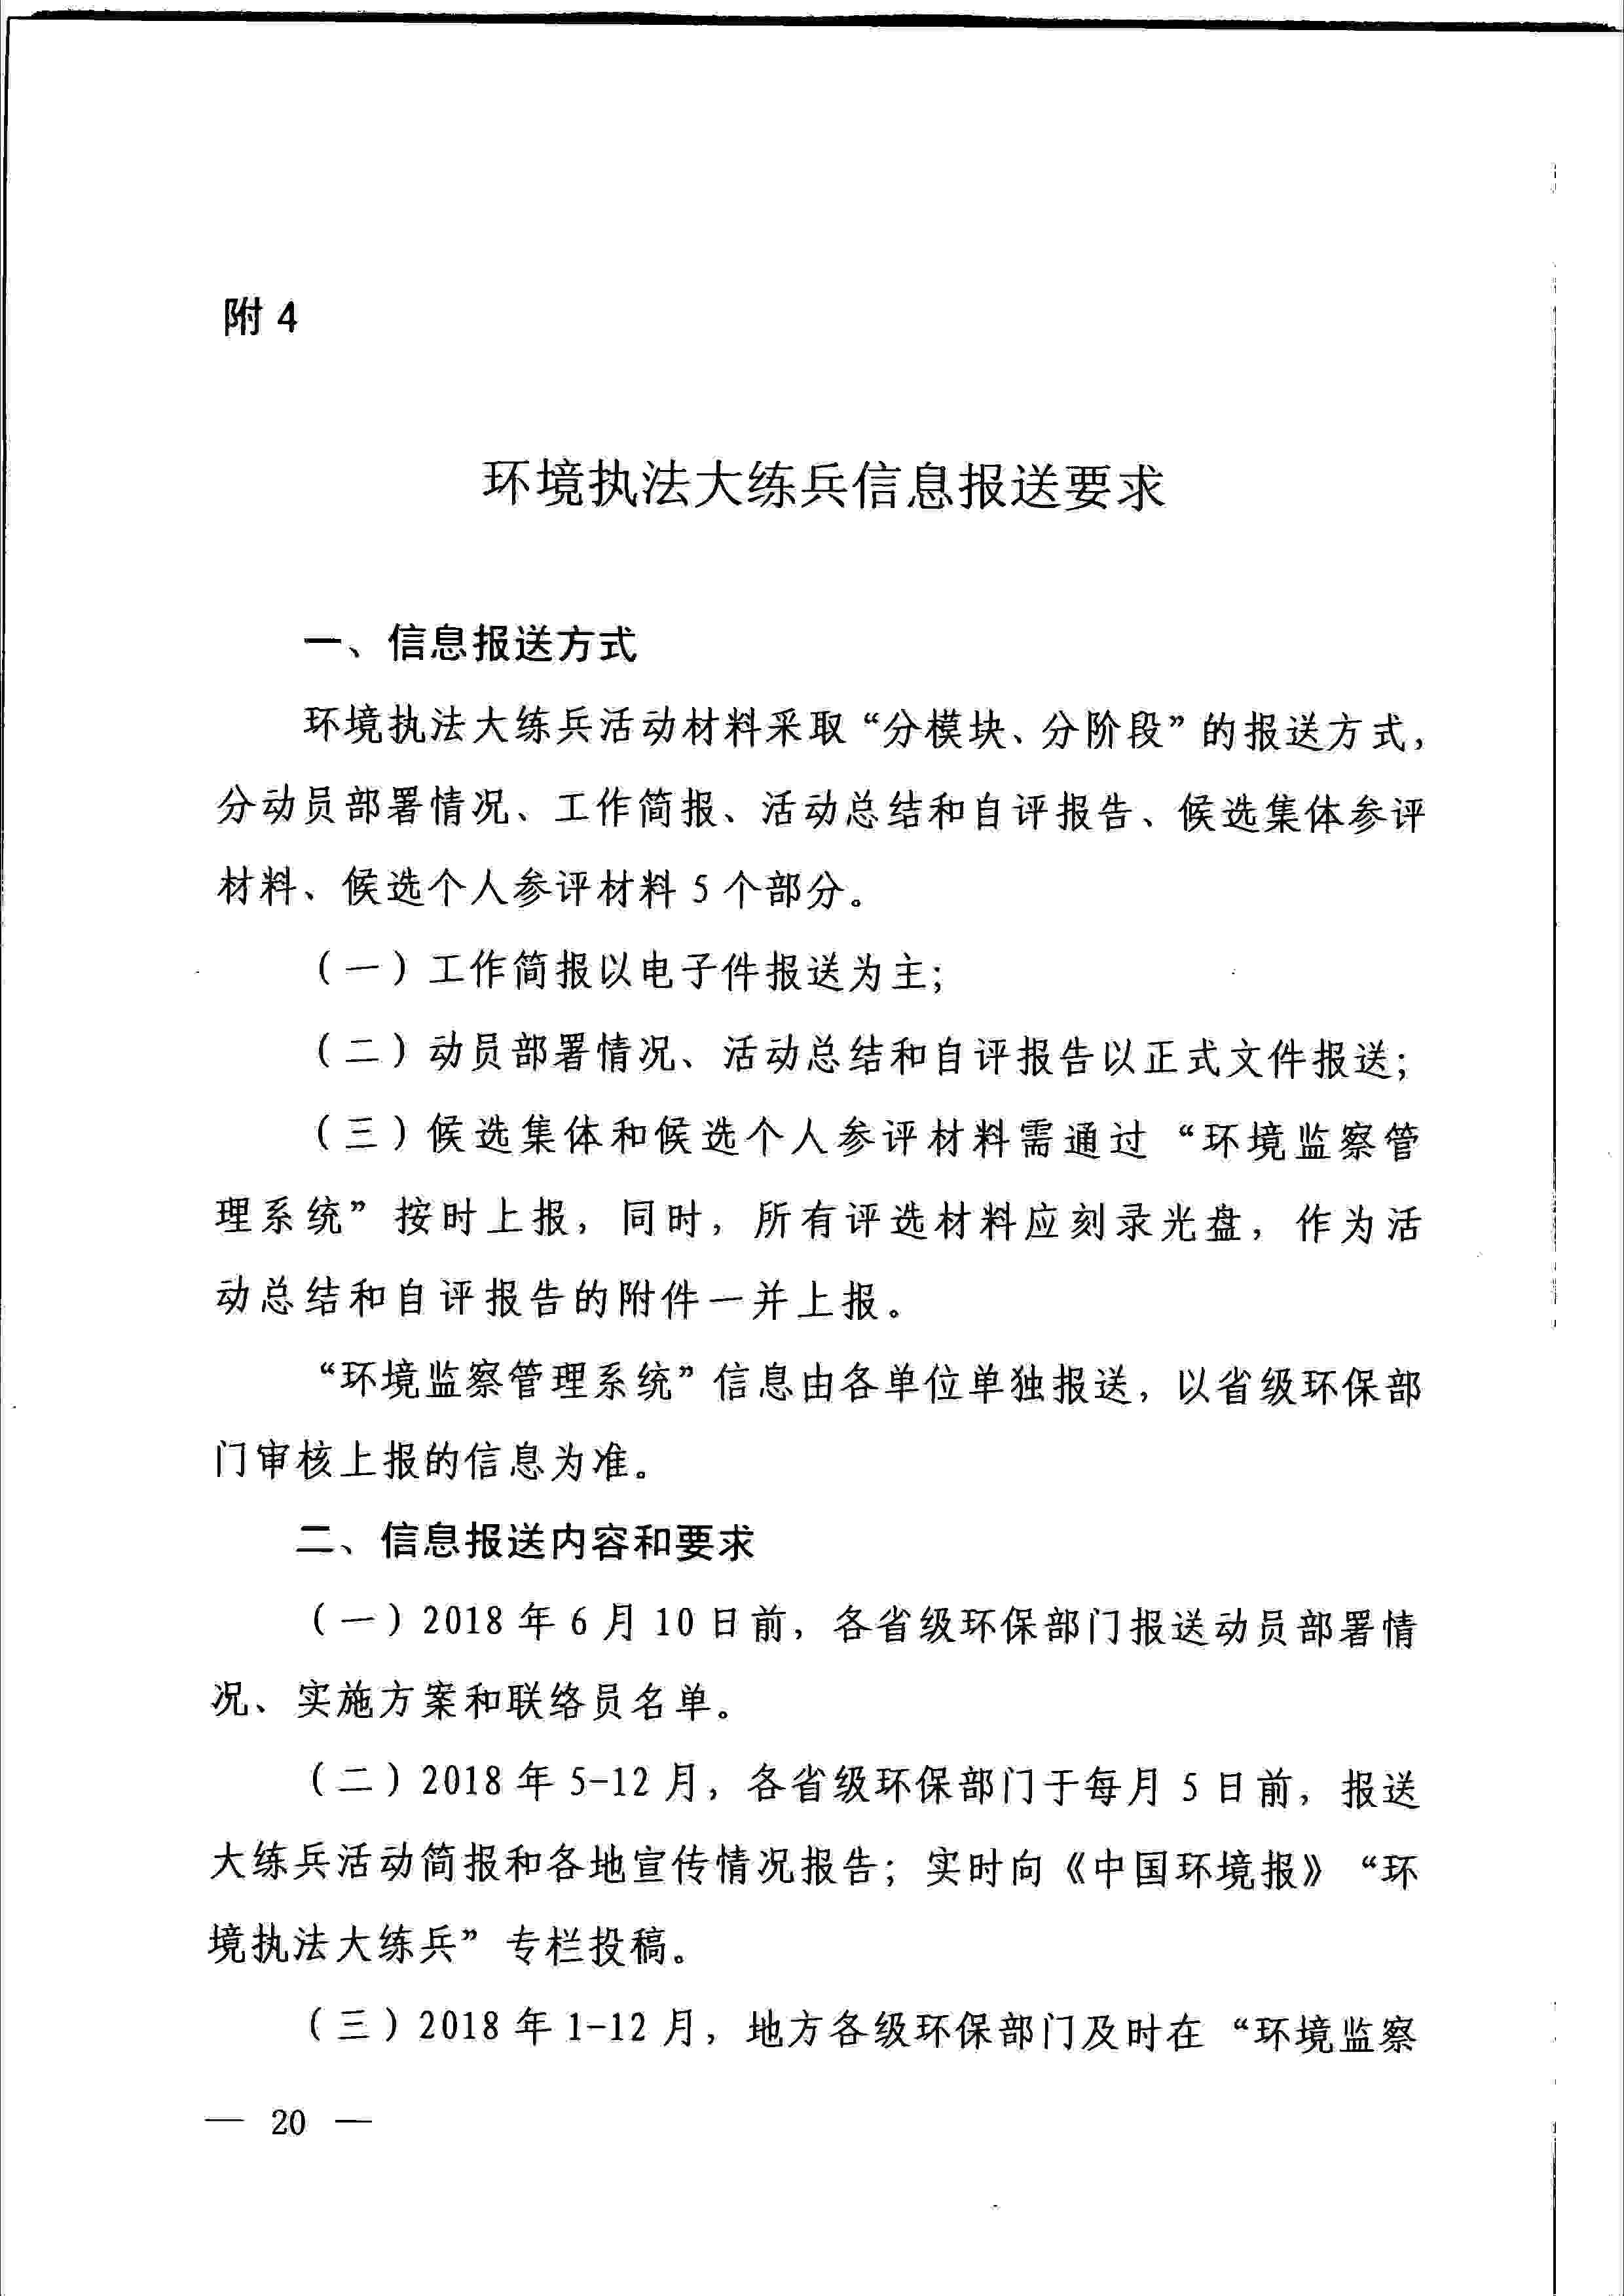 附 4
环境执法大练兵信息报送要求
一、信息报送方式
环境执法大练兵活动材料采取“分模块、分阶段”的报送方式，
分动员部署情况、工作简报、活动总结和自评报告、候选集体参评
材料、候选个人参评材料 5 个部分。
（一）工作简报以电子件报送为主；
（二）动员部署情况、活动总结和自评报告以正式文件报送；
（三）候选集体和候选个人参评材料需通过“环境监察管
理系统”按时上报，同时，所有评选材料应刻录光盘，作为活
动总结和自评报告的附件一并上报。
“环境监察管理系统”信息由各单位单独报送，以省级环保部
门审核上报的信息为准。
二、信息报送内容和要求
（一）2018 年 6 月 10 日前，各省级环保部门报送动员部署情
况、实施方案和联络员名单。
（二）2018 年 5-12 月，各省级环保部门于每月 5 日前，报送
大练兵活动简报和各地宣传情况报告；实时向《中国环境报》“环
境执法大练兵”专栏投稿。
（三）2018 年 1-12 月，地方各级环保部门及时在“环境监察
— 20 —